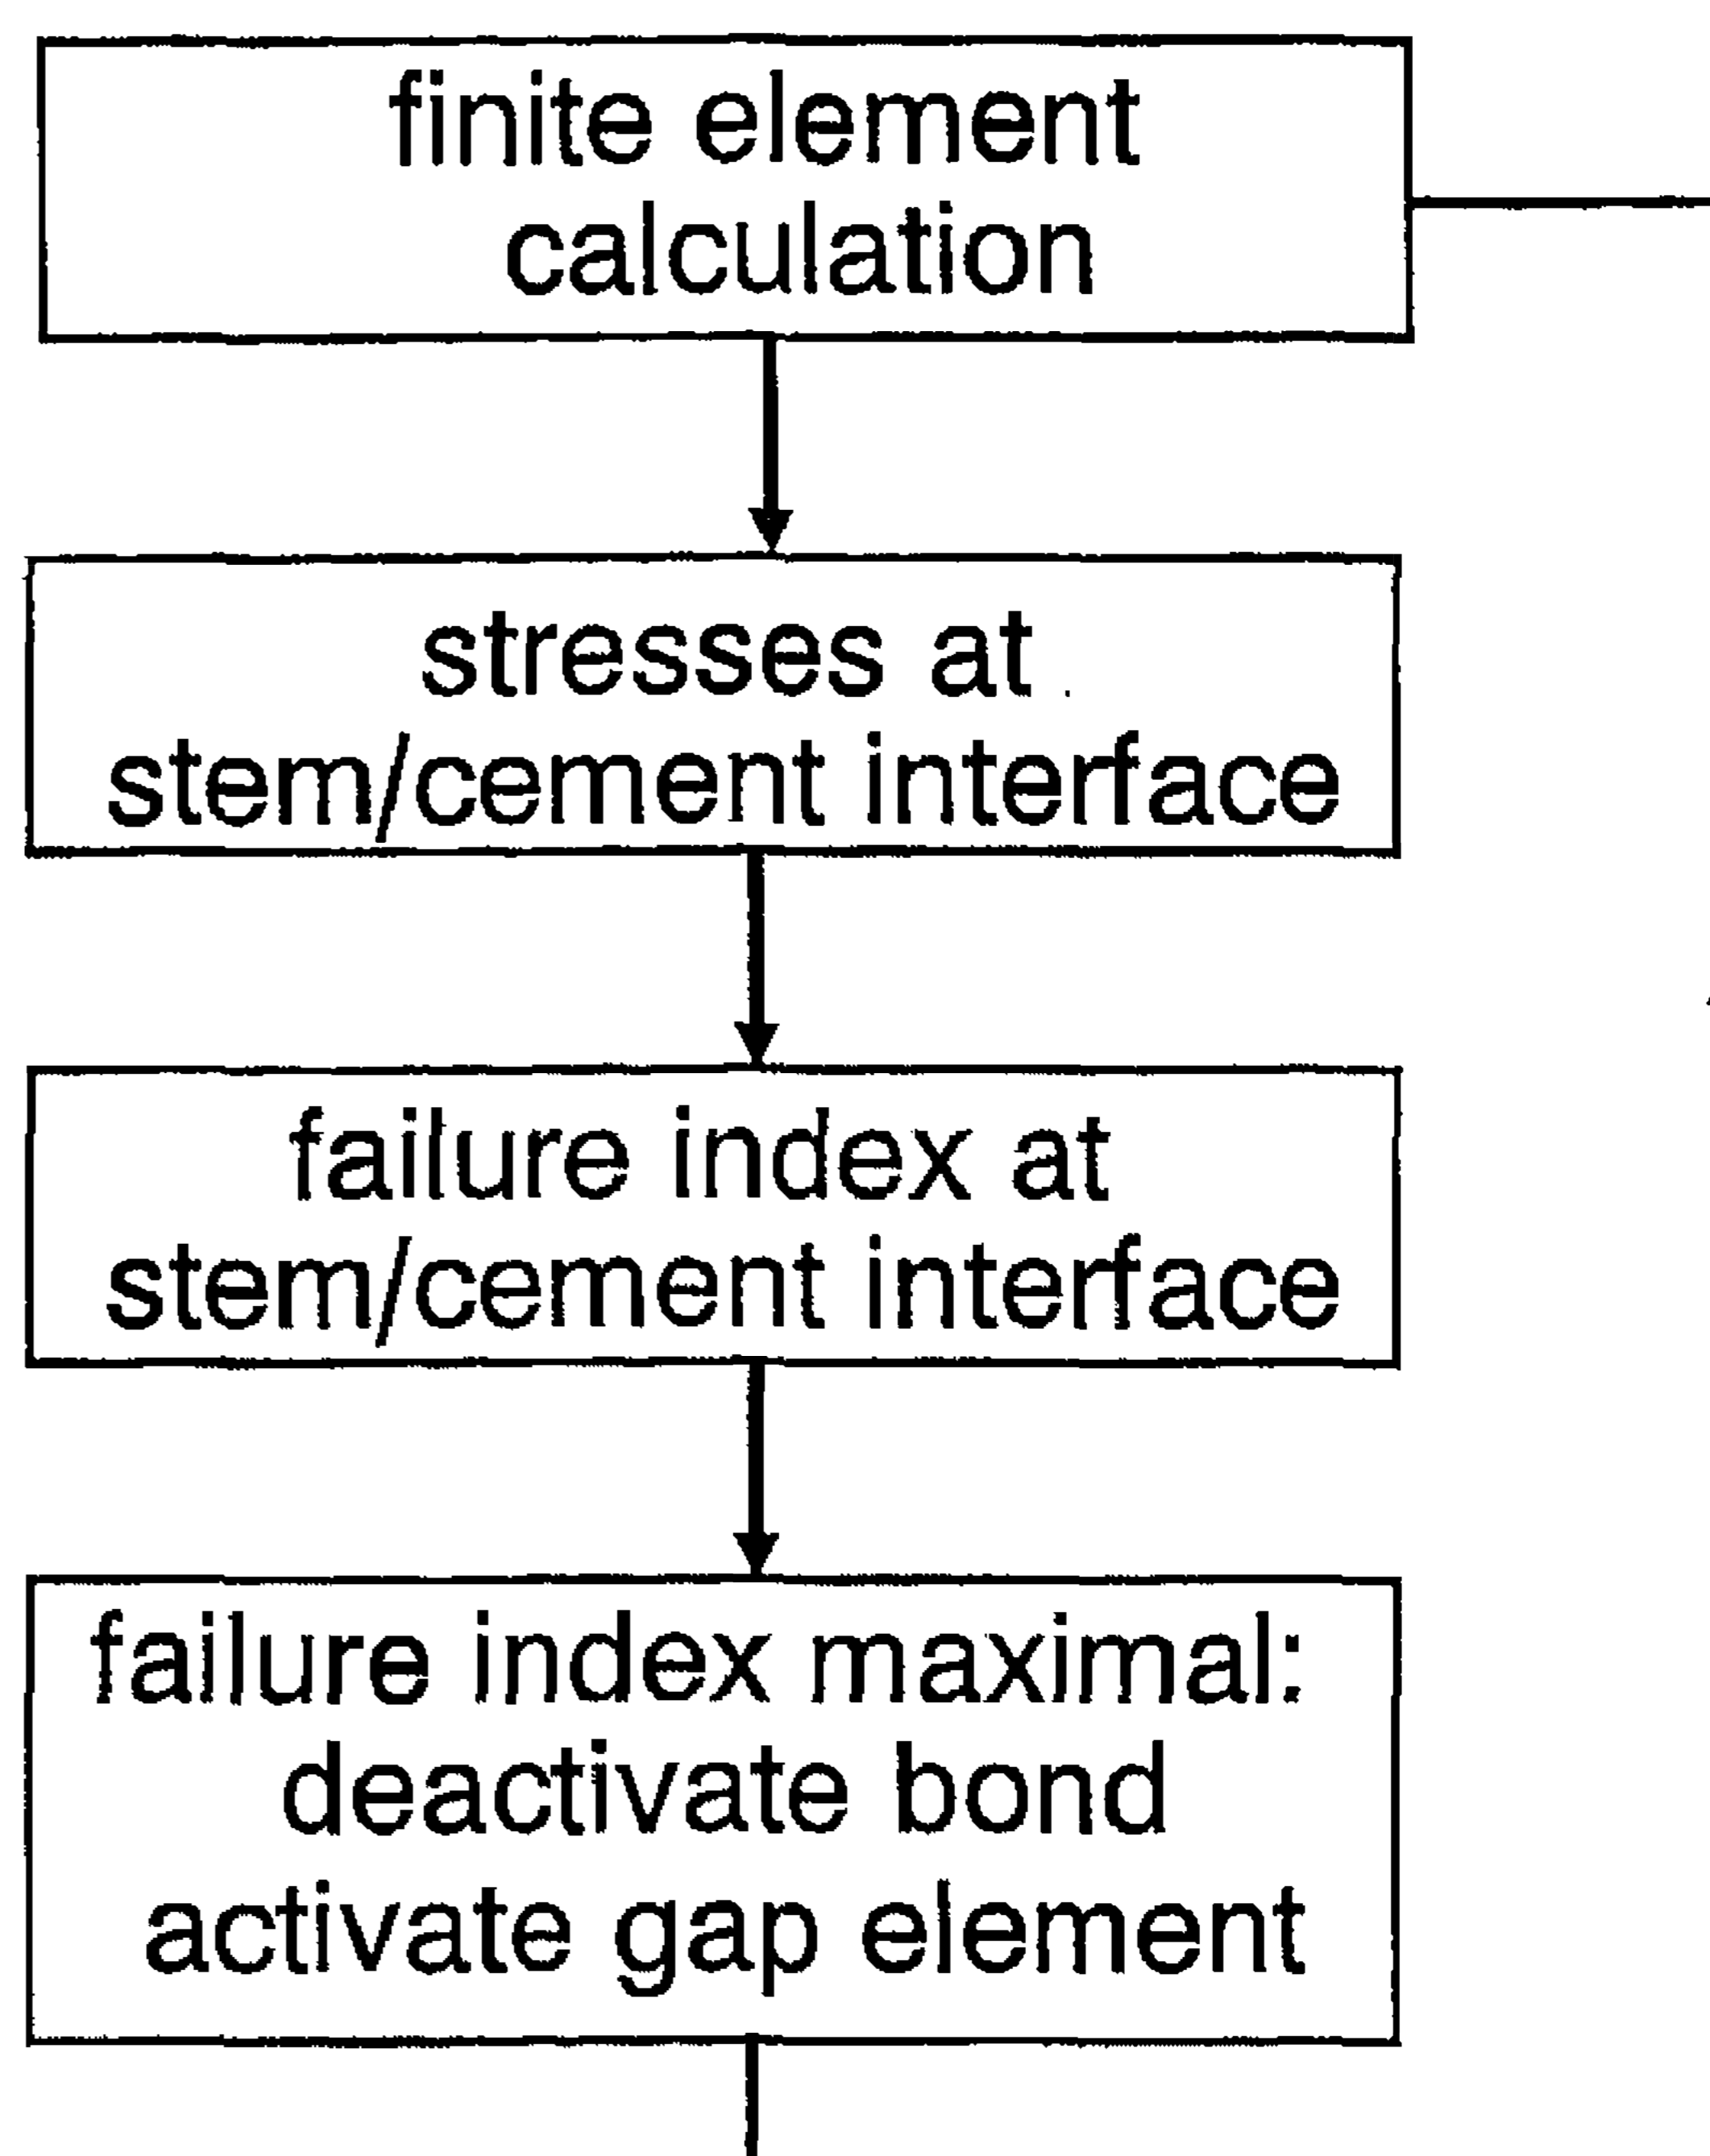 finite element
calculation
stresses at
stem/cement interface
failure index at
stem/cement interface
failure index maximal:
deactivate bond
activate gap element